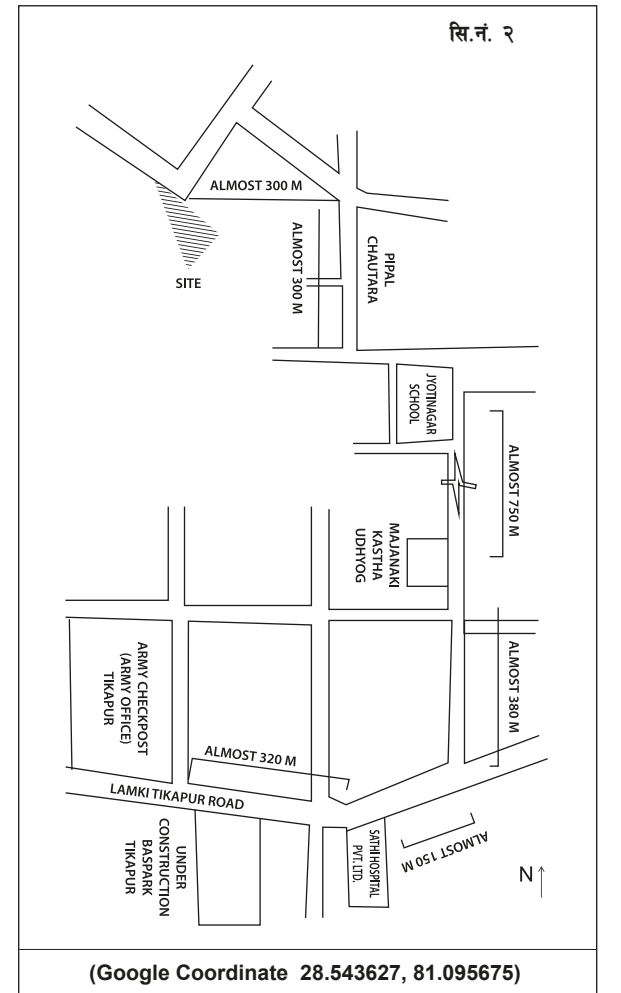 सि.नं. २
ALMOST 300 M
ALMOST 300 M
PIPAL
CHAUTARA
SITE
JYOTINAGAR
SCHOOL
ALMOST 750 M
MAJANAKI
KASTHA
UDHYOG
ARMY CHECKPOST
(ARMY OFFICE)
TIKAPUR
ALMOST 380 M
ALMOST 320 M
LAMKI TIKAPUR ROAD
UNDER
CONSTRUCTION
BASPARK
TIKAPUR
SATHI HOSPITAL
PVT. LTD.
ALMOST 150 M
N
(Google Coordinate 28.543627, 81.095675)